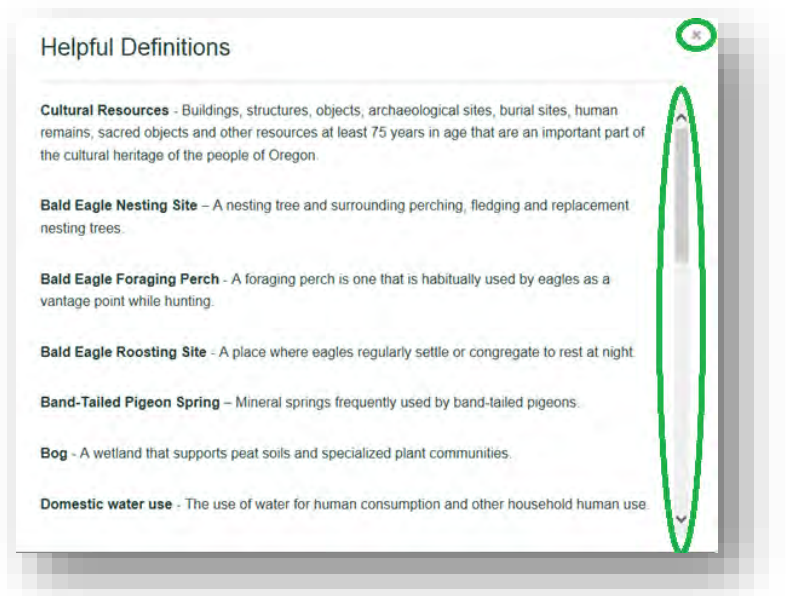 Helpful Definitions
Cultural Resources - Buildings, structures, objects, archaeological sites, burial sites, human
remains, sacred objects and other resources at least 75 years in age that are an important part of
the cultural heritage of the people of Oregon.
Bald Eagle Nesting Site – A nesting tree and surrounding perching, fledging and replacement
nesting trees.
Bald Eagle Foraging Perch - A foraging perch is one that is habitually used by eagles as a
vantage point while hunting.
Bald Eagle Roosting Site - A place where eagles regularly settle or congregate to rest at night.
Band-Tailed Pigeon Spring – Mineral springs frequently used by band-tailed pigeons.
Bog - A wetland that supports peat soils and specialized plant communities.
Domestic water use - The use of water for human consumption and other household human use.